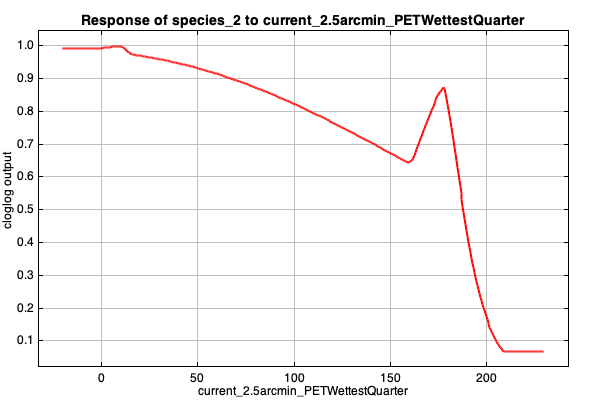 Response of species_2 to current_2.5arcmin_PETWettestQuarter
1.0
0.9
0.8
0.7
0.6
0.5
0.4
0.3
0.2
0.1
cloglog output
0 50 100 150 200
current_2.5arcmin_PETWettestQuarter